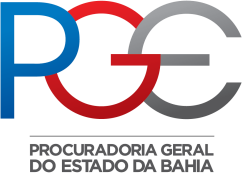 PGE
PROCURADORIA GERAL
DO ESTADO DA BAHIA